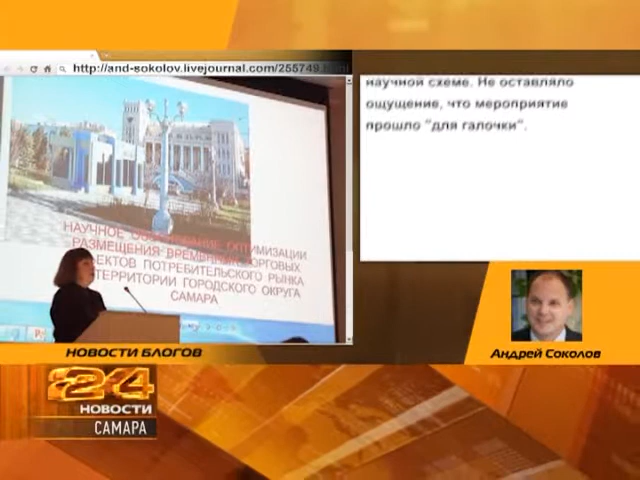 http://and-sokolov.livejournal.com/255749.html
научной схеме. Не оставляло
ощущение, что мероприятие
прошло "для галочки".
НАУЧНОЕ ОБОСНОВАНИЕ ОПТИМИЗАЦИИ
РАЗМЕЩЕНИЯ ВРЕМЕННЫХ ТОРГОВЫХ
ОБЪЕКТОВ ПОТРЕБИТЕЛЬСКОГО РЫНКА
ТЕРРИТОРИИ ГОРОДСКОГО ОКРУГА
САМАРА
НОВОСТИ БЛОГОВ
Андрей Соколов
24
НОВОСТИ
САМАРА